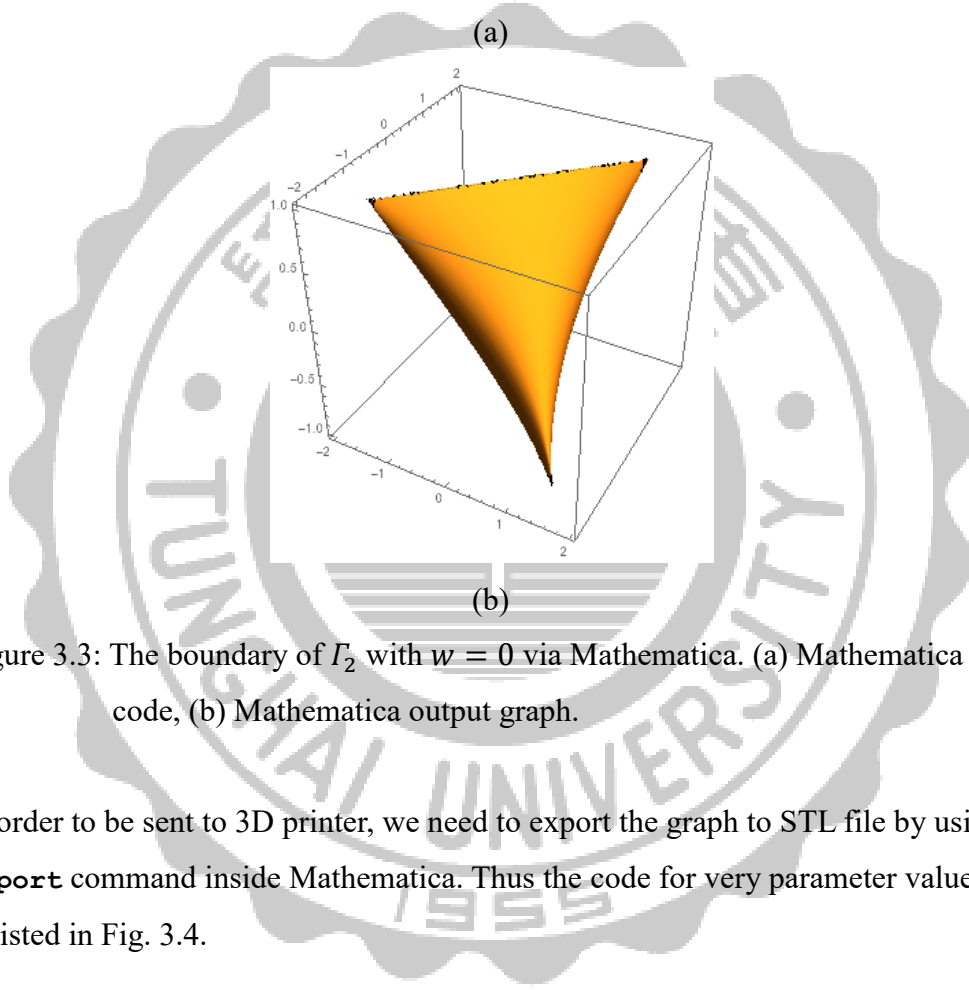 (a)
2
1
0
−1
−2
1.0
0.5
0.0
−0.5
−1.0
−2
−1
0
1
2
(b)
gure 3.3: The boundary of 𝛤₂ with 𝑤 = 0 via Mathematica. (a) Mathematica
code, (b) Mathematica output graph.
order to be sent to 3D printer, we need to export the graph to STL file by usi
port command inside Mathematica. Thus the code for very parameter value
isted in Fig. 3.4.
TUNGHAI UNIVERSITY
1955